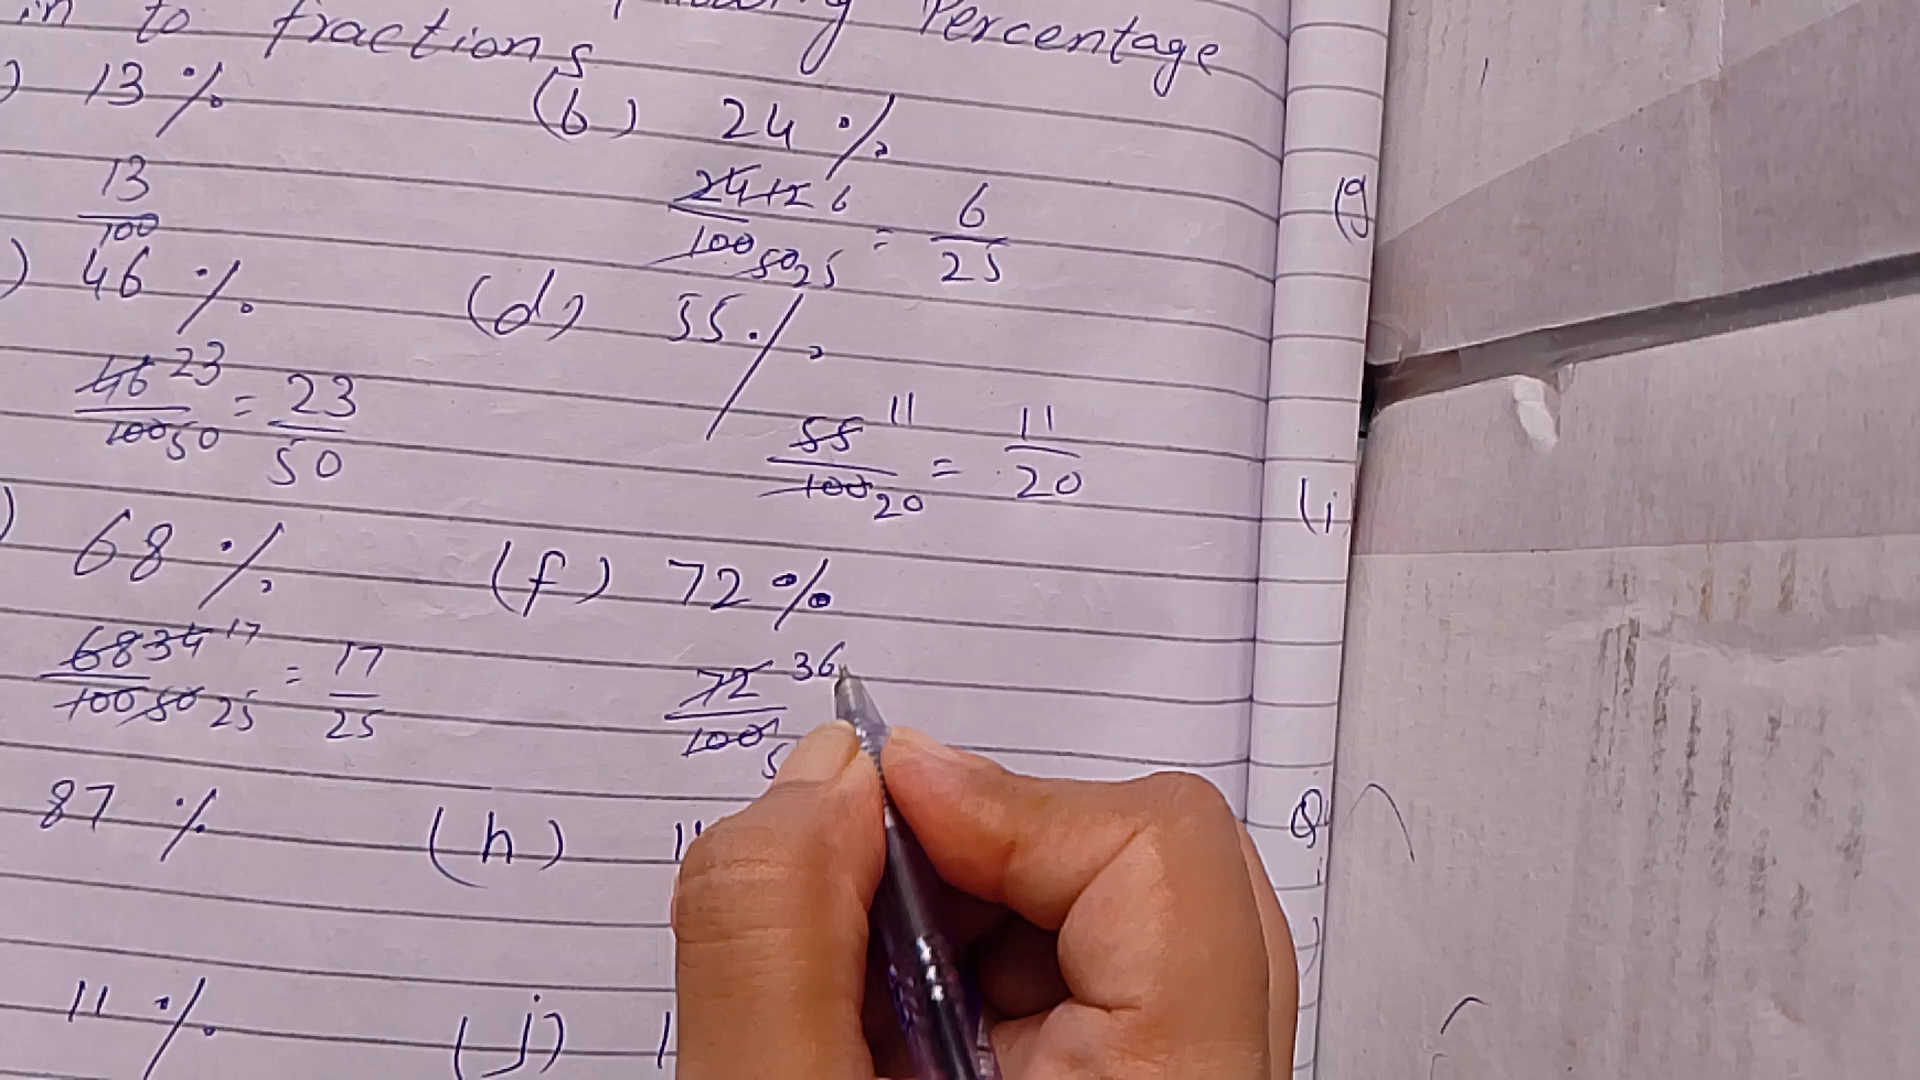 in to fractions Percentage
) 13 % (b) 24 %
13/100 24 12 6/100 50 25 = 6/25
) 46 % (d) 55 %
46 23/100 50 = 23/50 55 11/100 20 = 11/20
) 68 % (f) 72 %
68 34 17/100 50 25 = 17/25 72 36/100 5
87 % (h)
11 % (j)
(g
(i
Q